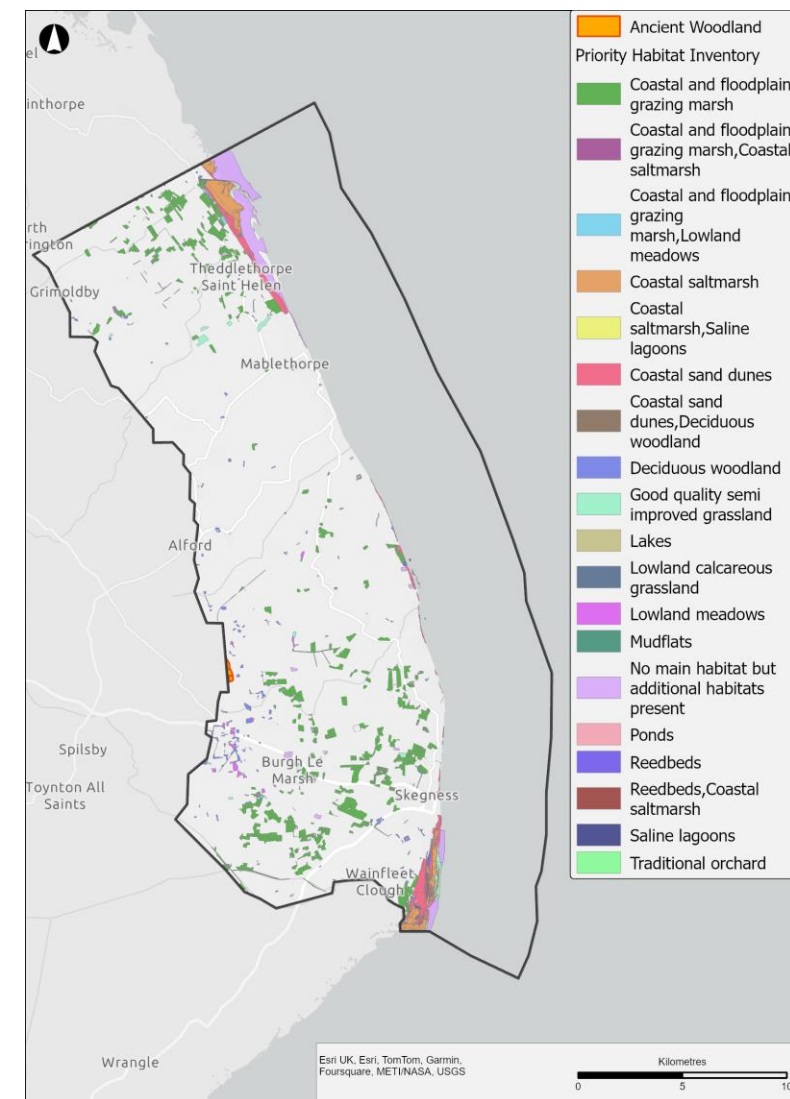 Ancient Woodland
Priority Habitat Inventory
Coastal and floodplain
grazing marsh
Coastal and floodplain
grazing marsh,Coastal
saltmarsh
Coastal and floodplain
grazing
marsh,Lowland
meadows
Coastal saltmarsh
Coastal
saltmarsh,Saline
lagoons
Coastal sand dunes
Coastal sand
dunes,Deciduous
woodland
Deciduous woodland
Good quality semi
improved grassland
Lakes
Lowland calcareous
grassland
Lowland meadows
Mudflats
No main habitat but
additional habitats
present
Ponds
Reedbeds
Reedbeds,Coastal
saltmarsh
Saline lagoons
Traditional orchard
el
inthorpe
rth
rington
Grimoldby
Theddlethorpe
Saint Helen
Mablethorpe
Alford
Spilsby
Toynton All
Saints
Burgh Le
Marsh
Skegness
Wainfleet
Clough
Wrangle
Esri UK, Esri, TomTom, Garmin,
Foursquare, METI/NASA, USGS
Kilometres
0 5 10